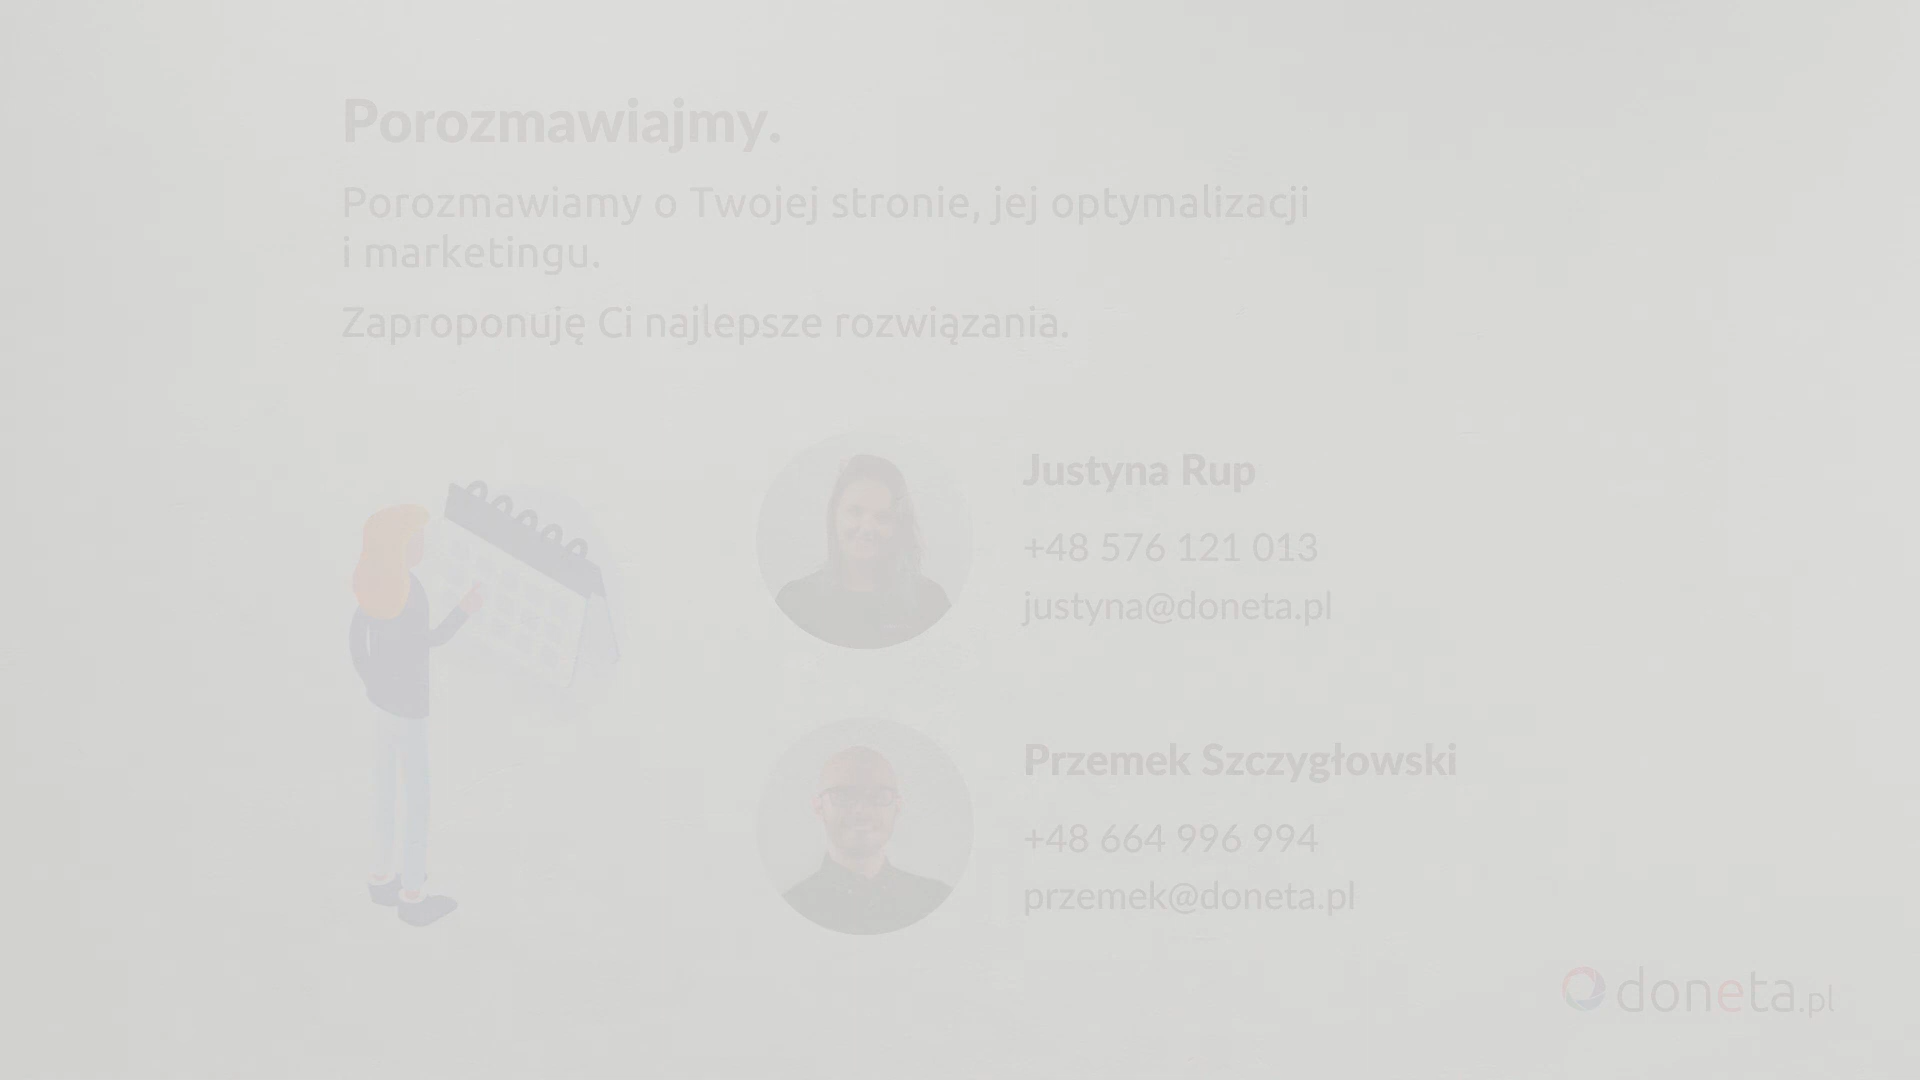 Porozmawiajmy.
Porozmawiamy o Twojej stronie, jej optymalizacji
i marketingu.
Zaproponuję Ci najlepsze rozwiązania.
Justyna Rup
+48 576 121 013
justyna@doneta.pl
Przemek Szczygłowski
+48 664 996 994
przemek@doneta.pl
doneta.pl